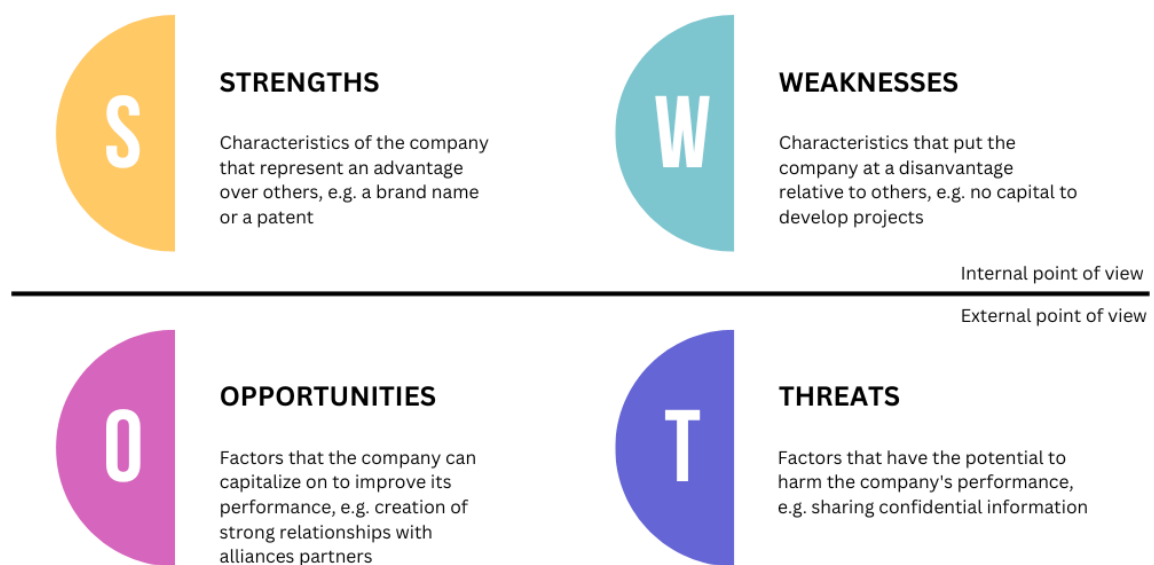 S
STRENGTHS
Characteristics of the company
that represent an advantage
over others, e.g. a brand name
or a patent
W
WEAKNESSES
Characteristics that put the
company at a disanvantage
relative to others, e.g. no capital to
develop projects
Internal point of view
External point of view
O
OPPORTUNITIES
Factors that the company can
capitalize on to improve its
performance, e.g. creation of
strong relationships with
alliances partners
T
THREATS
Factors that have the potential to
harm the company's performance,
e.g. sharing confidential information